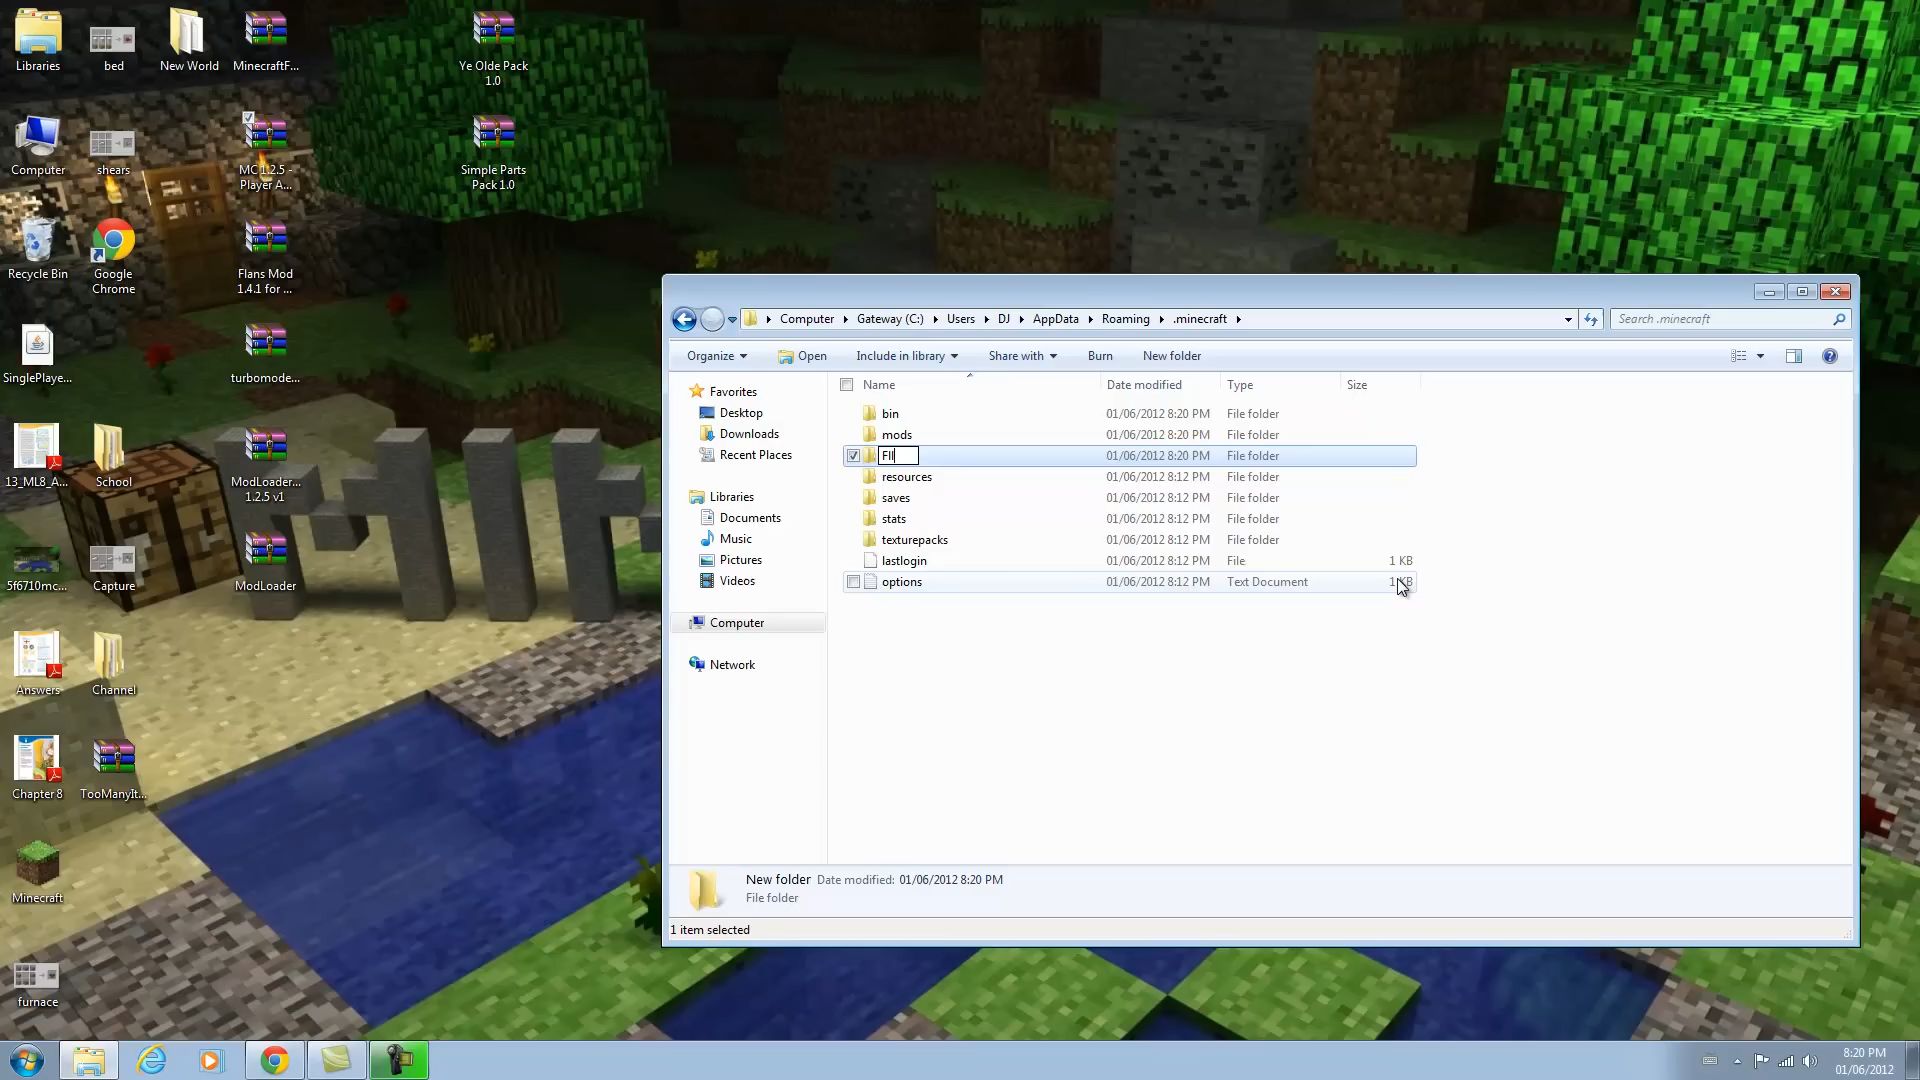 Libraries
bed
New World
MinecraftF...
Ye Olde Pack
1.0
Computer
shears
MC 1.2.5 -
Player A...
Simple Parts
Pack 1.0
Recycle Bin
Google
Chrome
Flans Mod
1.4.1 for ...
SinglePlaye...
turbomode...
13_ML8_A...
School
ModLoader...
1.2.5 v1
5f6710mc...
Capture
ModLoader
Answers
Channel
Chapter 8
TooManyIt...
Minecraft
furnace
Computer
Gateway (C:)
Users
DJ
AppData
Roaming
.minecraft
Search .minecraft
Organize
Open
Include in library
Share with
Burn
New folder
Favorites
Desktop
Downloads
Recent Places
Libraries
Documents
Music
Pictures
Videos
Computer
Network
Name Date modified Type Size
bin 01/06/2012 8:20 PM File folder
mods 01/06/2012 8:20 PM File folder
01/06/2012 8:20 PM File folder
resources 01/06/2012 8:12 PM File folder
saves 01/06/2012 8:12 PM File folder
stats 01/06/2012 8:12 PM File folder
texturepacks 01/06/2012 8:12 PM File folder
lastlogin 01/06/2012 8:12 PM File 1 KB
options 01/06/2012 8:12 PM Text Document 1 KB
New folder Date modified: 01/06/2012 8:20 PM
File folder
1 item selected
8:20 PM
01/06/2012